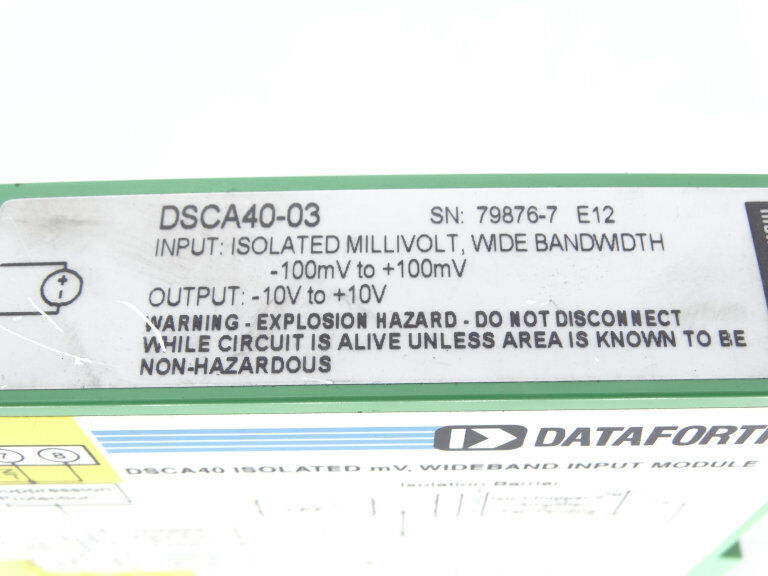 DSCA40-03 SN: 79876-7 E12
INPUT: ISOLATED MILLIVOLT, WIDE BANDWIDTH
-100mV to +100mV
OUTPUT: -10V to +10V
WARNING - EXPLOSION HAZARD - DO NOT DISCONNECT
WHILE CIRCUIT IS ALIVE UNLESS AREA IS KNOWN TO BE
NON-HAZARDOUS
DATAFORTH
7 8
DSCA40 ISOLATED mV, WIDEBAND INPUT MODULE
Isolation Barrier